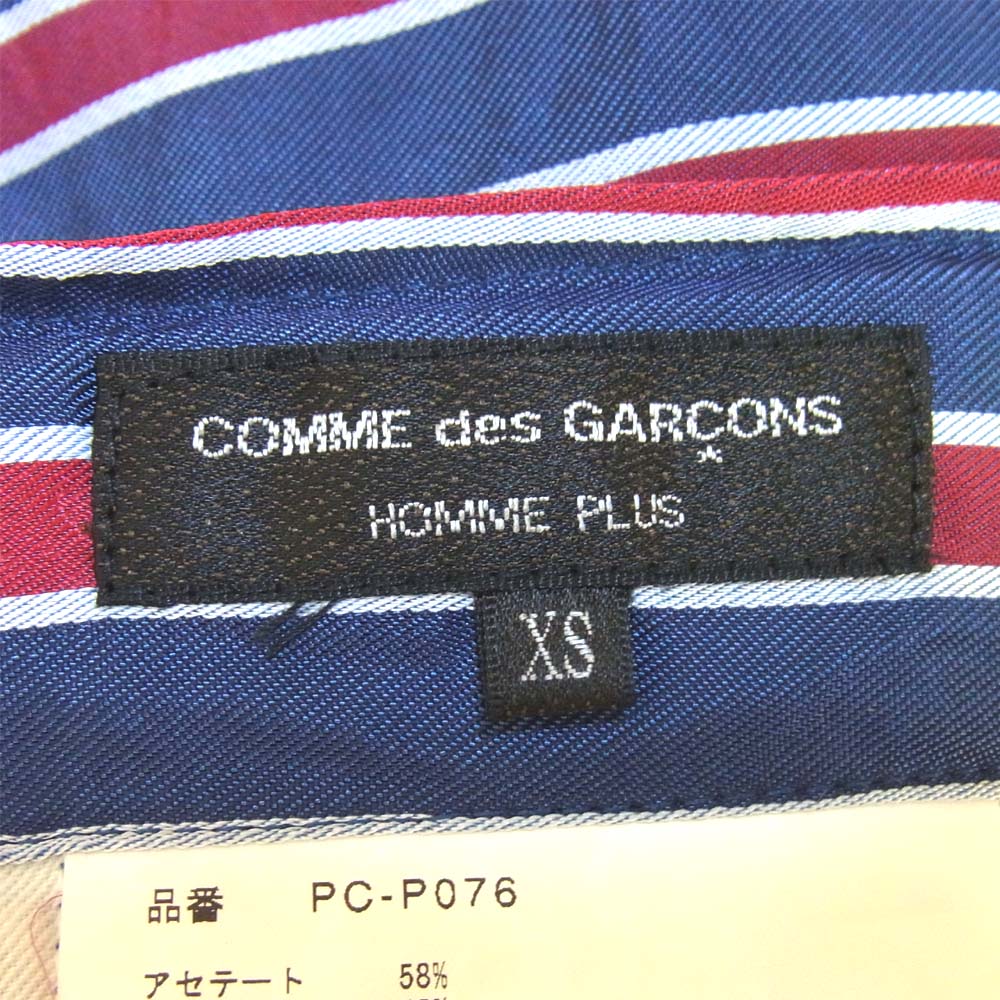 COMME des GARÇONS
HOMME PLUS
XS
品番 PC-P076
アセテート 58%